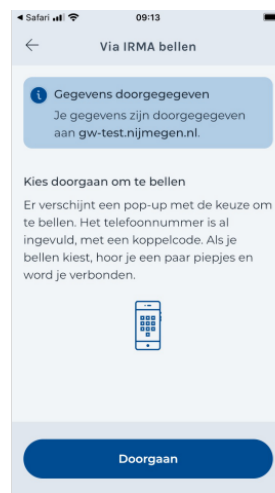 Safari 09:13
Via IRMA bellen
Gegevens doorgegegeven
Je gegevens zijn doorgegeven
aan gw-test.nijmegen.nl.
Kies doorgaan om te bellen
Er verschijnt een pop-up met de keuze om
te bellen. Het telefoonnummer is al
ingevuld, met een koppelcode. Als je
bellen kiest, hoor je een paar piepjes en
word je verbonden.
Doorgaan